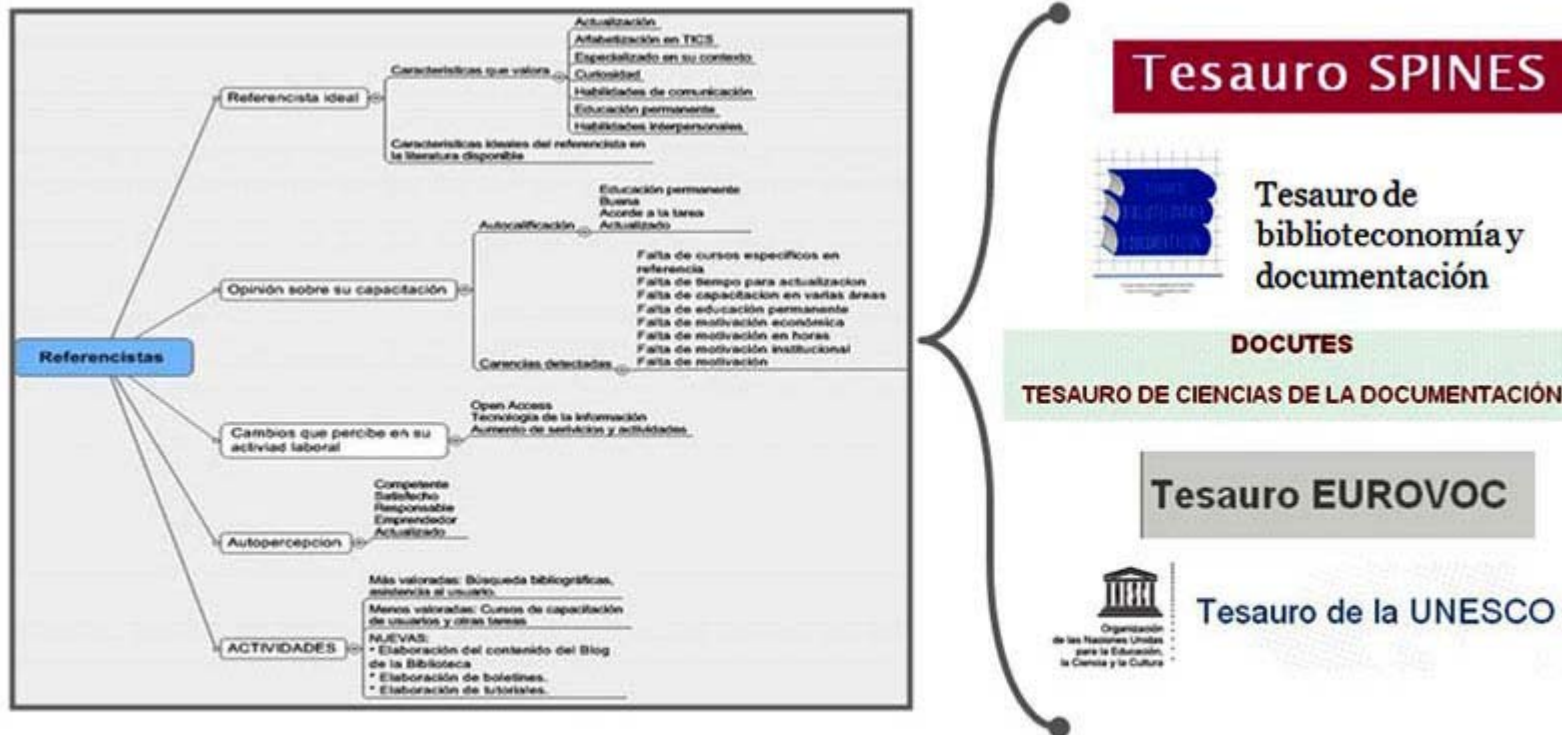 Referencistas
Referencista ideal
Características que valora
Actualización
Alfabetización en TICS
Especializado en su contexto
Curiosidad
Habilidades de comunicación
Educación permanente
Habilidades interpersonales
Características ideales del referencista en
la literatura disponible
Opinión sobre su capacitación
Autocalificación
Educación permanente
Buena
Acorde a la tarea
Actualizado
Carencias detectadas
Falta de cursos específicos en
referencia
Falta de tiempo para actualizacion
Falta de capacitacion en varias áreas
Falta de educación permanente
Falta de motivación económica
Falta de motivación en horas
Falta de motivación institucional
Falta de motivación
Cambios que percibe en su
activiad laboral
Open Access
Tecnología de la información
Aumento de serivicios y actividades
Autopercepcion
Competente
Satisfecho
Responsable
Emprendedor
Actualizado
ACTIVIDADES
Más valoradas: Búsqueda bibliográficas,
asistencia al usuario.
Menos valoradas: Cursos de capacitación
de usuarios y otras tareas
NUEVAS:
* Elaboración del contenido del Blog
de la Biblioteca
* Elaboración de boletines.
* Elaboración de tutoriales.
Tesauro SPINES
Tesauro de
biblioteconomía y
documentación
DOCUTES
TESAURO DE CIENCIAS DE LA DOCUMENTACIÓN
Tesauro EUROVOC
Organización
de las Naciones Unidas
para la Educación,
la Ciencia y la Cultura
Tesauro de la UNESCO